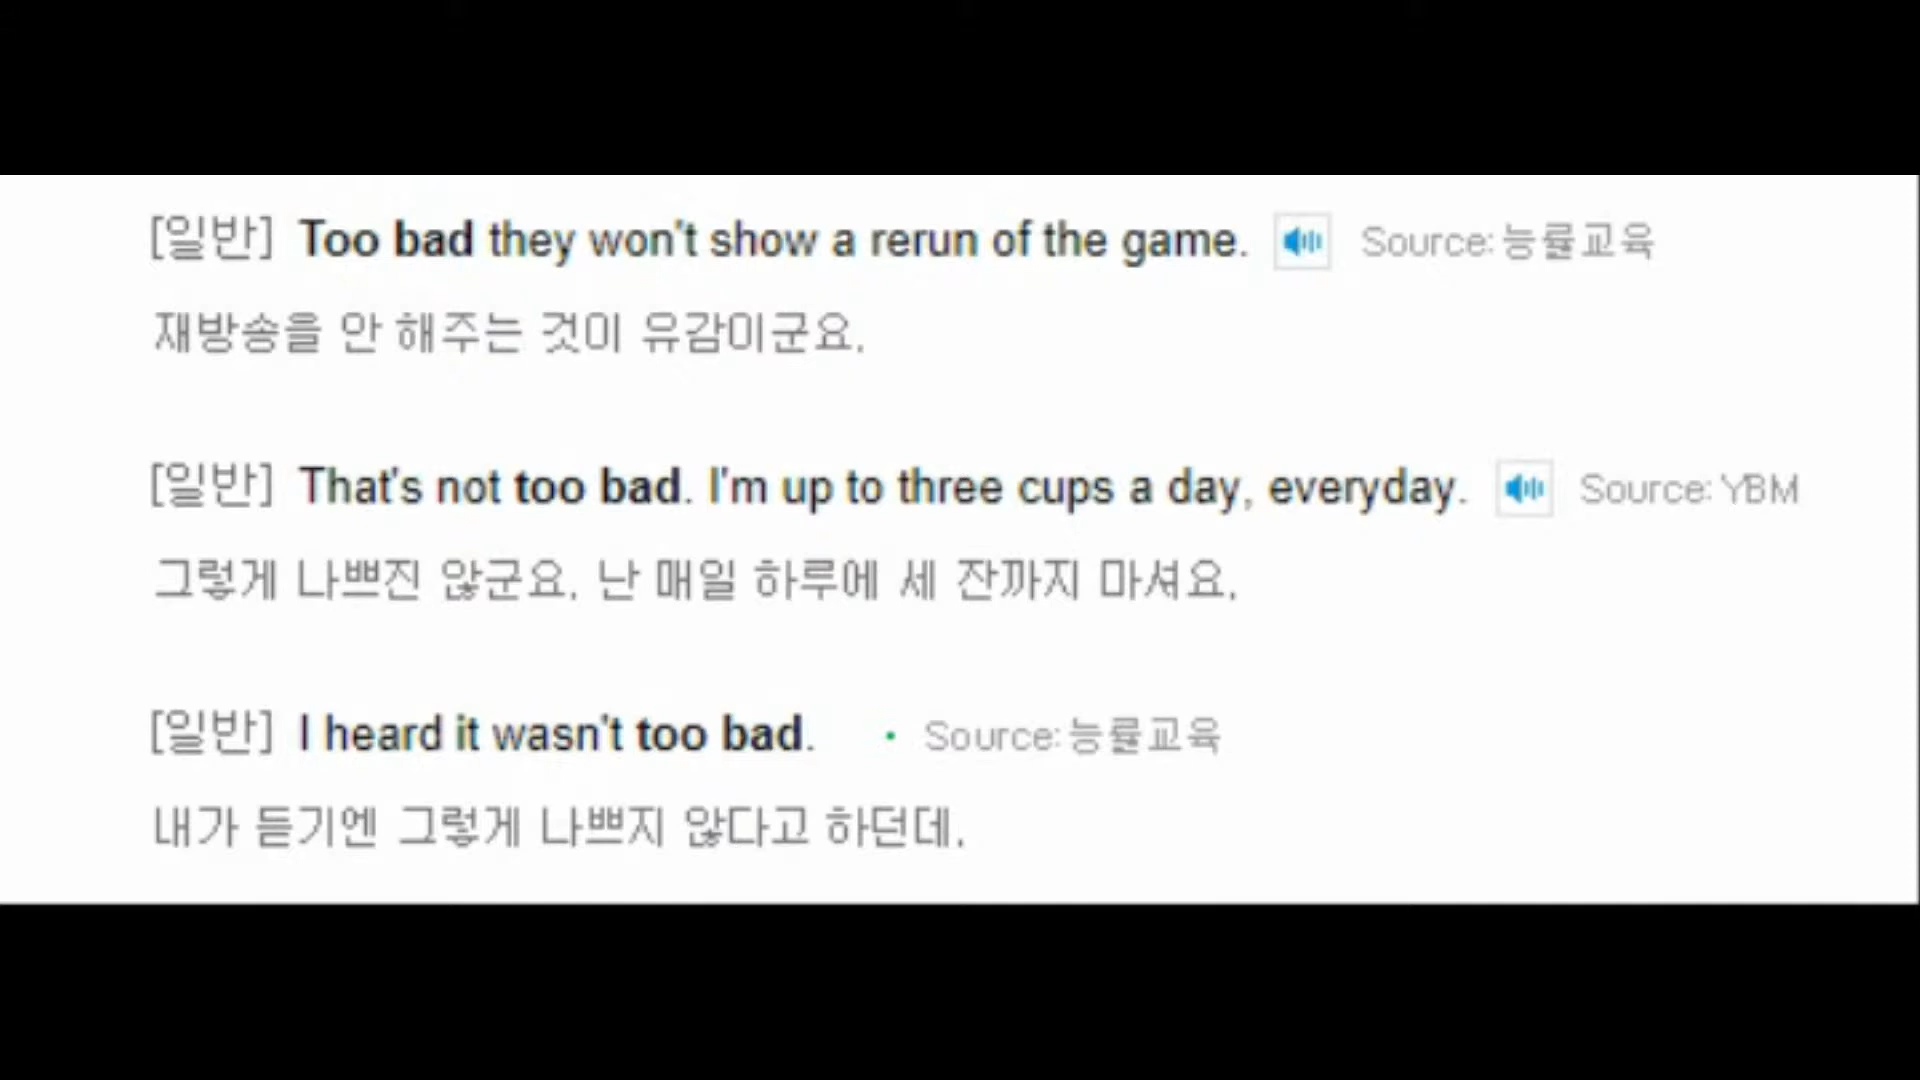 [일반] Too bad they won't show a rerun of the game. Source: 능률교육
재방송을 안 해주는 것이 유감이군요.
[일반] That's not too bad. I'm up to three cups a day, everyday. Source: YBM
그렇게 나쁘진 않군요. 난 매일 하루에 세 잔까지 마셔요.
[일반] I heard it wasn't too bad. · Source: 능률교육
내가 듣기엔 그렇게 나쁘지 않다고 하던데.